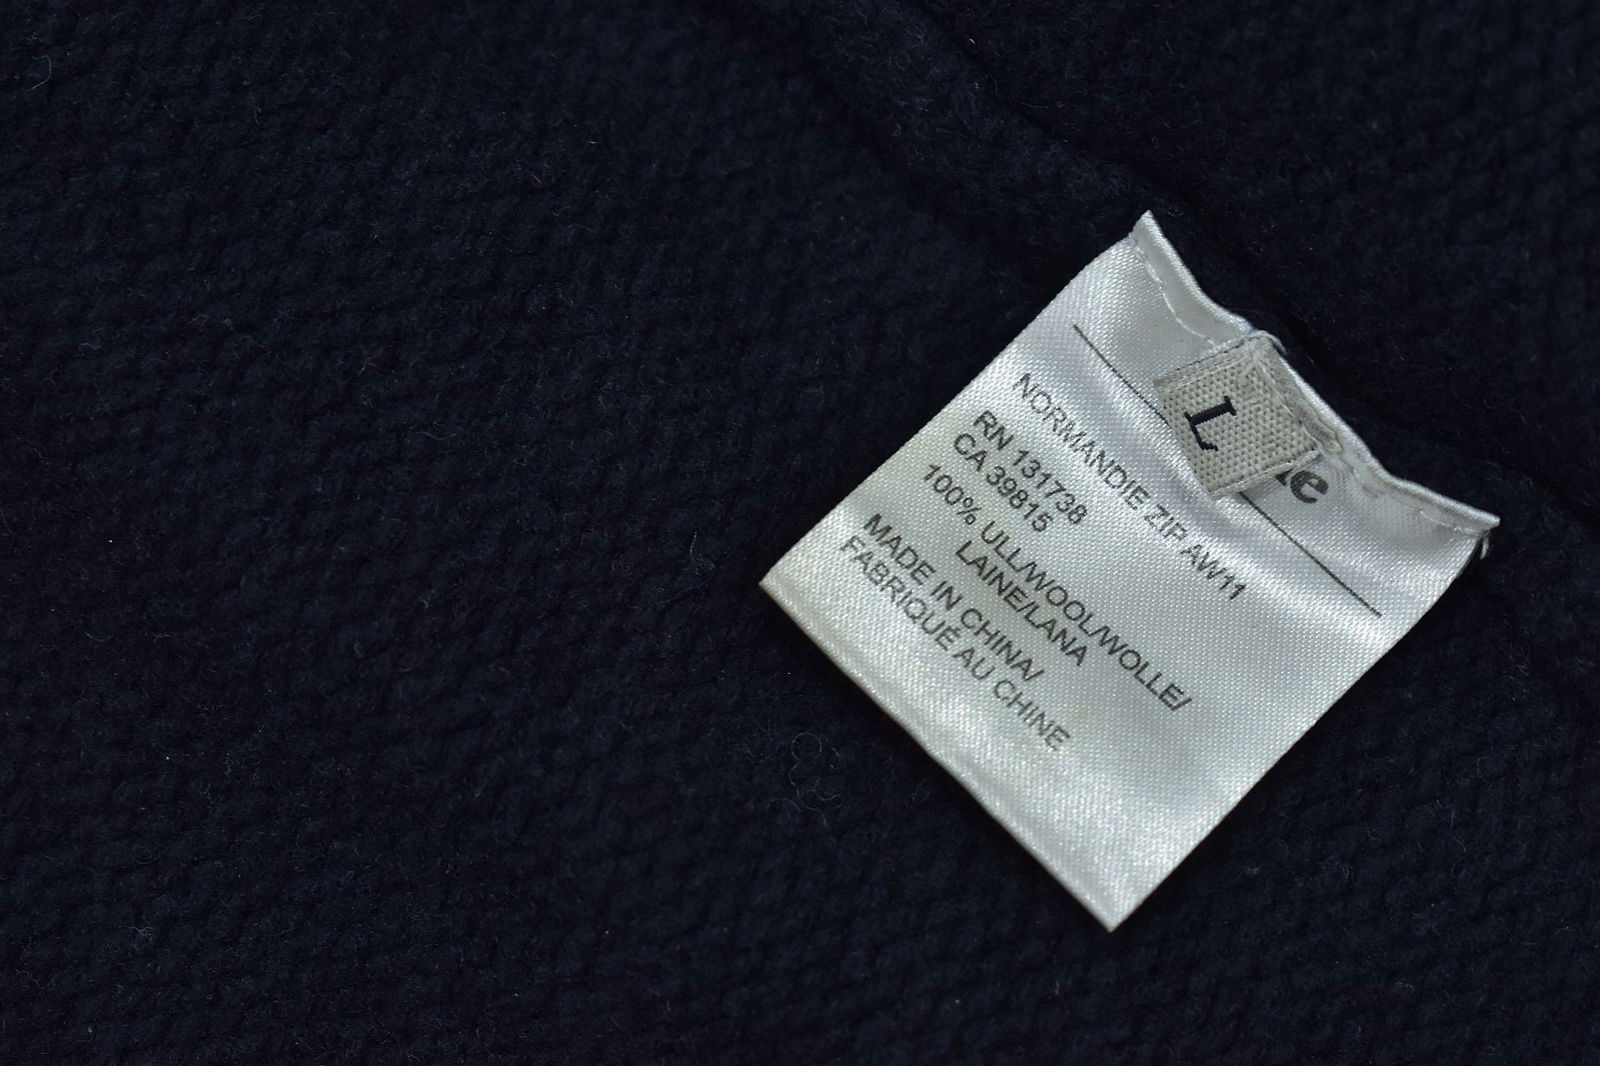 L
NORMANDIE ZIP AW11
RN 131738
CA 39815
100% ULL/WOOL/WOLLE/
LAINE/LANA
MADE IN CHINA/
FABRIQUÉ AU CHINE